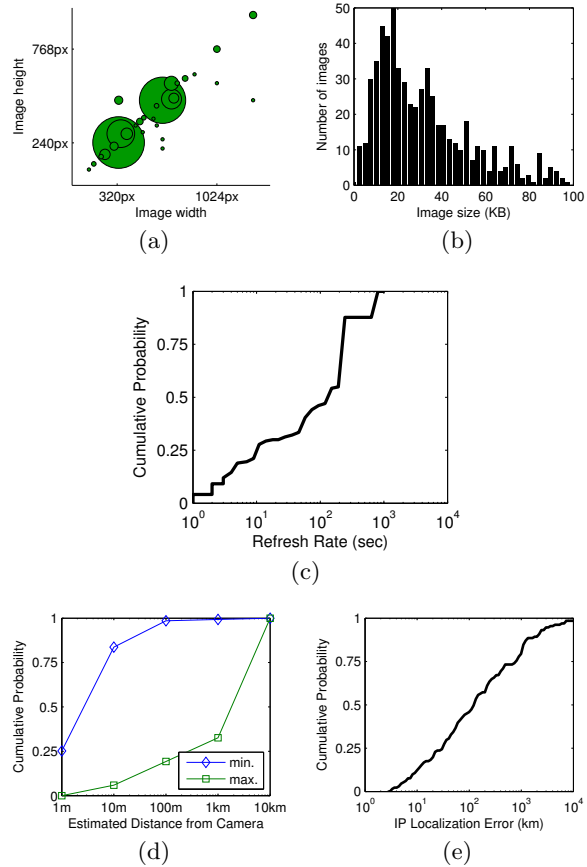 Image height
768px
240px
320px
1024px
Image width
(a)
Number of images
50
40
30
20
10
0
0 20 40 60 80 100
Image size (KB)
(b)
Cumulative Probability
1
0.75
0.5
0.25
0
10^0 10^1 10^2 10^3 10^4
Refresh Rate (sec)
(c)
Cumulative Probability
1
0.75
0.5
0.25
0
1m 10m 100m 1km 10km
Estimated Distance from Camera
min.
max.
(d)
Cumulative Probability
1
0.75
0.5
0.25
0
10^0 10^1 10^2 10^3 10^4
IP Localization Error (km)
(e)